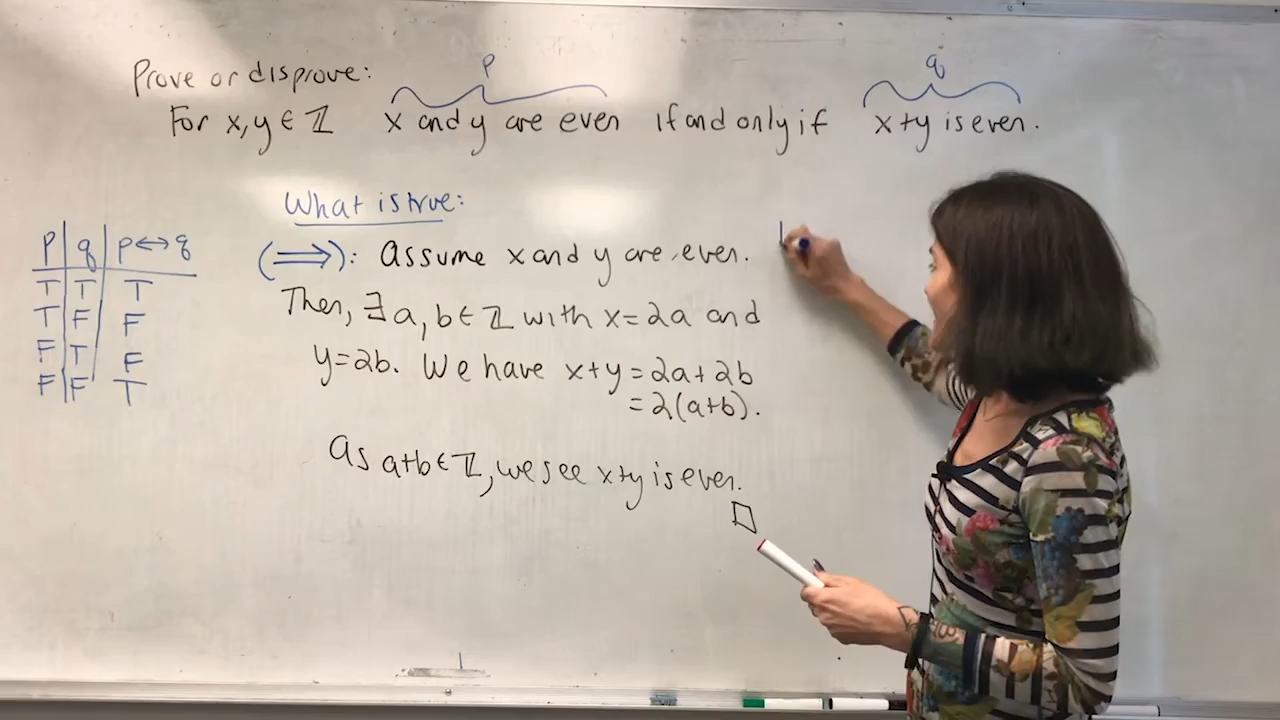 Prove or disprove:
p
q
For x, y ∈ ℤ x and y are even if and only if x+y is even.
What is true:
p q p↔q
T T T
T F F
F T F
F F T
(⟹): Assume x and y are even.
Then, ∃ a, b ∈ ℤ with x=2a and
y=2b. We have x+y = 2a+2b
= 2(a+b).
As a+b ∈ ℤ, we see x+y is even.
□